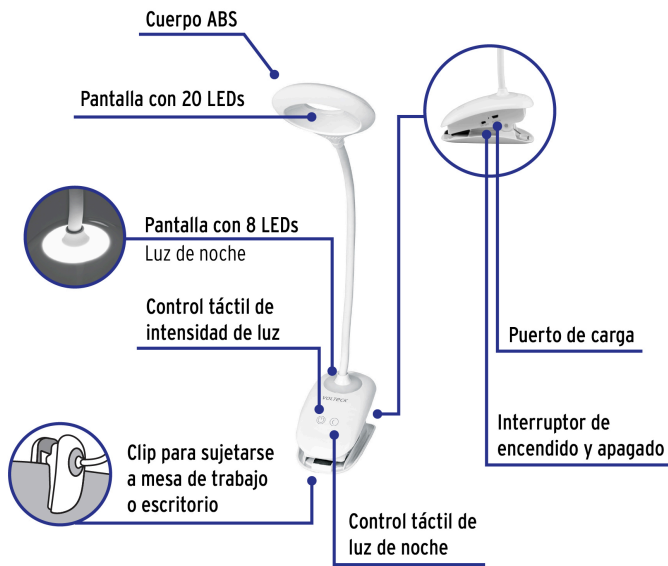 Cuerpo ABS
Pantalla con 20 LEDs
Pantalla con 8 LEDs
Luz de noche
Control táctil de
intensidad de luz
VOLTECK
Puerto de carga
Interruptor de
encendido y apagado
Clip para sujetarse
a mesa de trabajo
o escritorio
Control táctil de
luz de noche